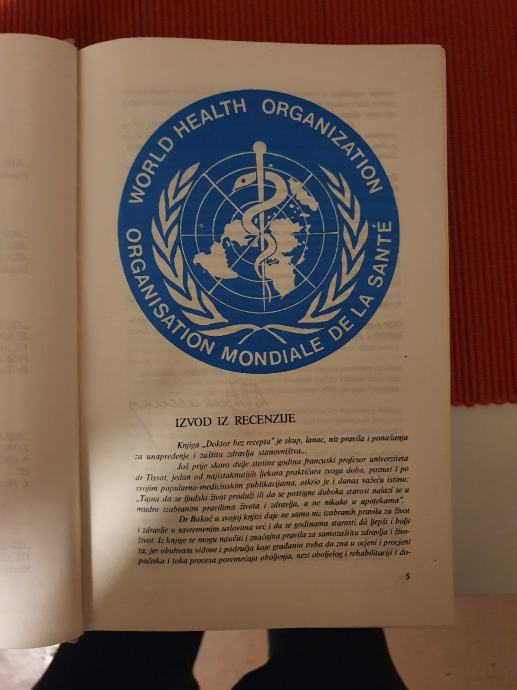 WORLD HEALTH ORGANIZATION
ORGANISATION MONDIALE DE LA SANTÉ
IZVOD IZ RECENZIJE
Knjiga „Doktor bez recepta" je skup, lanac, niz pravila i ponašanja
za unapređenje i zaštitu zdravlja stanovništva...
Još prije skoro dvije stotine godina francuski profesor univerziteta
dr Tissat, jedan od najistaknutijih ljekara praktičara svoga doba, poznat i po
svojim popularno-medicinskim publikacijama, otkrio je i danas važeću istinu:
„Tajna da se ljudski život produži ili da se postigne duboka starost nalazi se u
mudro izabranim pravilima života i zdravlja, a ne nikako u apotekama".
Dr Bakoč u svojoj knjizi daje ne samo niz izabranih pravila za život
i zdravlje u savremenim uslovima već i da se godinama starosti dâ ljepši i bolji
život. Iz knjige se mogu naučiti i značajna pravila za samozaštitu zdravlja i živo-
ta, jer obuhvata vidove i područja koje građanin treba da zna u ocjeni i procjeni
početka i toka procesa poremećaja oboljenja, nezi oboljelog i rehabilitaciji i do-
5